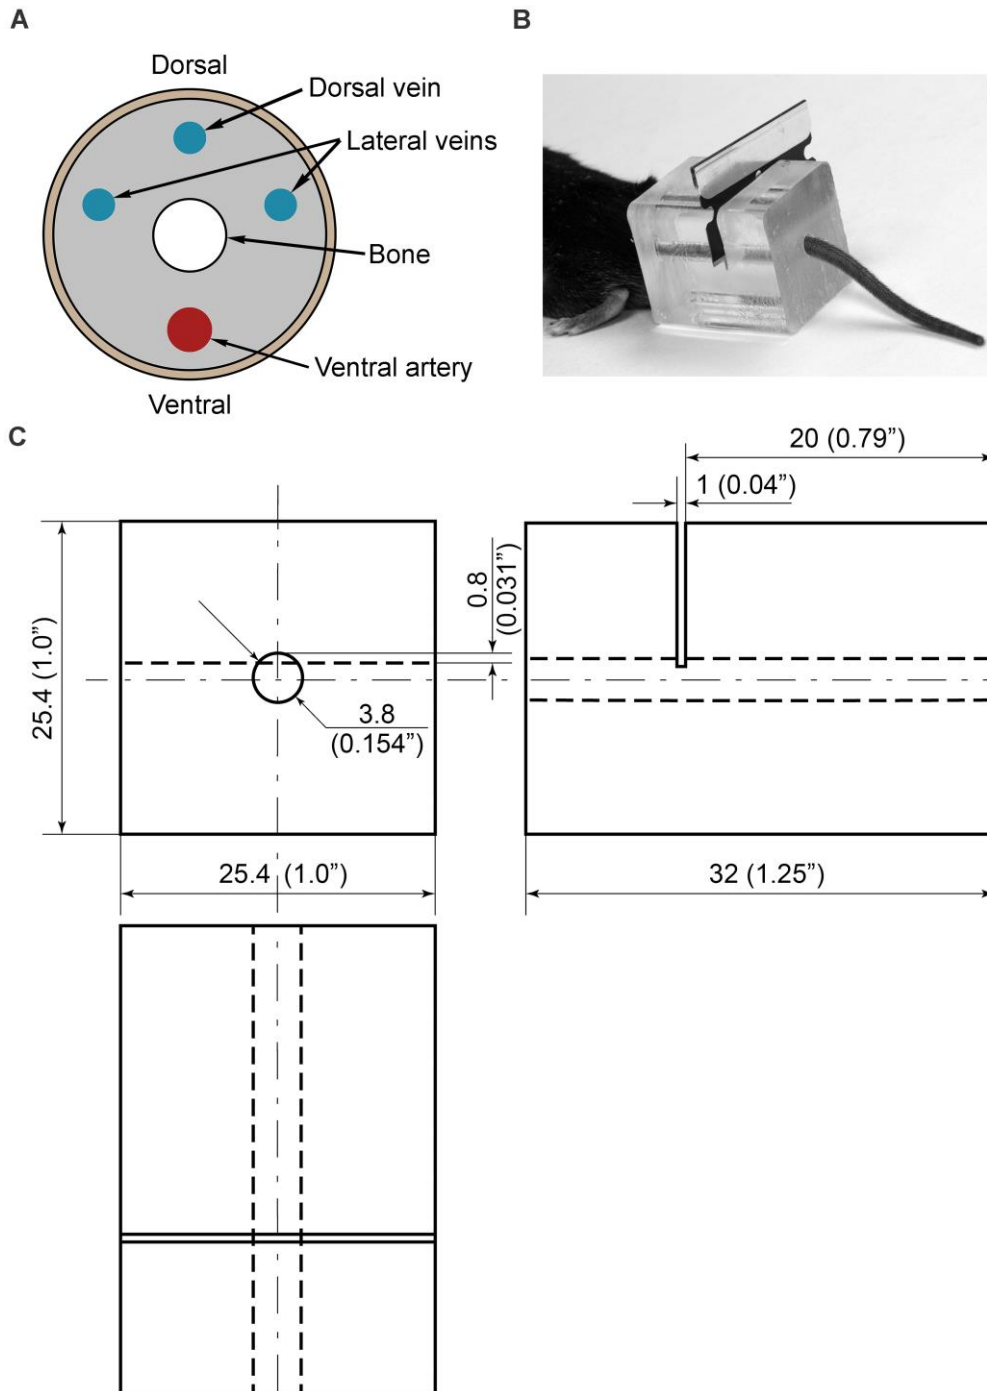 A
B
Dorsal
Dorsal vein
Lateral veins
Bone
Ventral artery
Ventral
C
20 (0.79”)
1 (0.04”)
0.8
(0.031”)
25.4 (1.0”)
3.8
(0.154”)
25.4 (1.0”)
32 (1.25”)